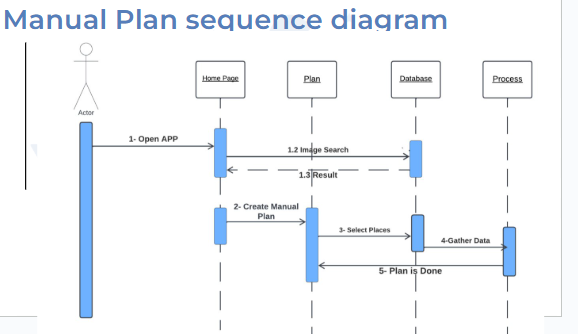 Manual Plan sequence diagram
Home Page
Plan
Database
Process
Actor
1- Open APP
1.2 Image Search
1.3 Result
2- Create Manual
Plan
3- Select Places
4-Gather Data
5- Plan is Done